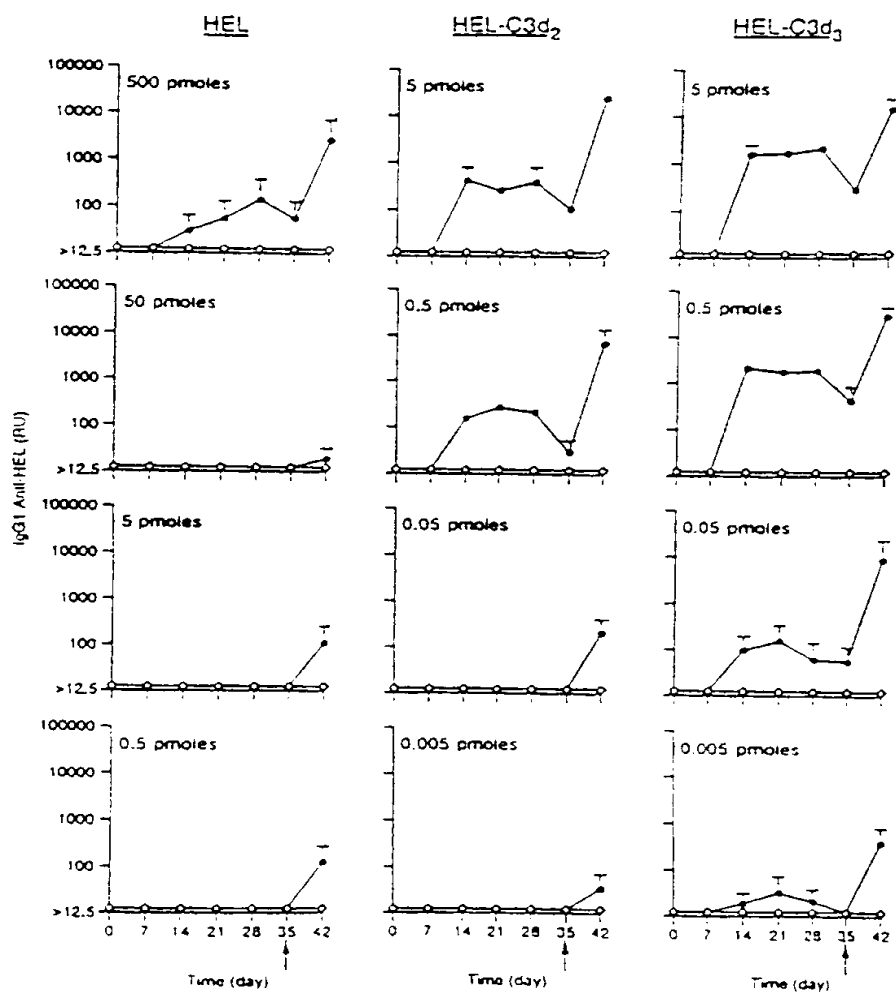 HEL HEL-C3d2 HEL-C3d3
IgG1 Anti-HEL (RU)
100000
10000
1000
100
>12.5
500 pmoles
5 pmoles
5 pmoles
100000
10000
1000
100
>12.5
50 pmoles
0.5 pmoles
0.5 pmoles
100000
10000
1000
100
>12.5
5 pmoles
0.05 pmoles
0.05 pmoles
100000
10000
1000
100
>12.5
0.5 pmoles
0.005 pmoles
0.005 pmoles
0 7 14 21 28 35 42
0 7 14 21 28 35 42
0 7 14 21 28 35 42
Time (day) Time (day) Time (day)